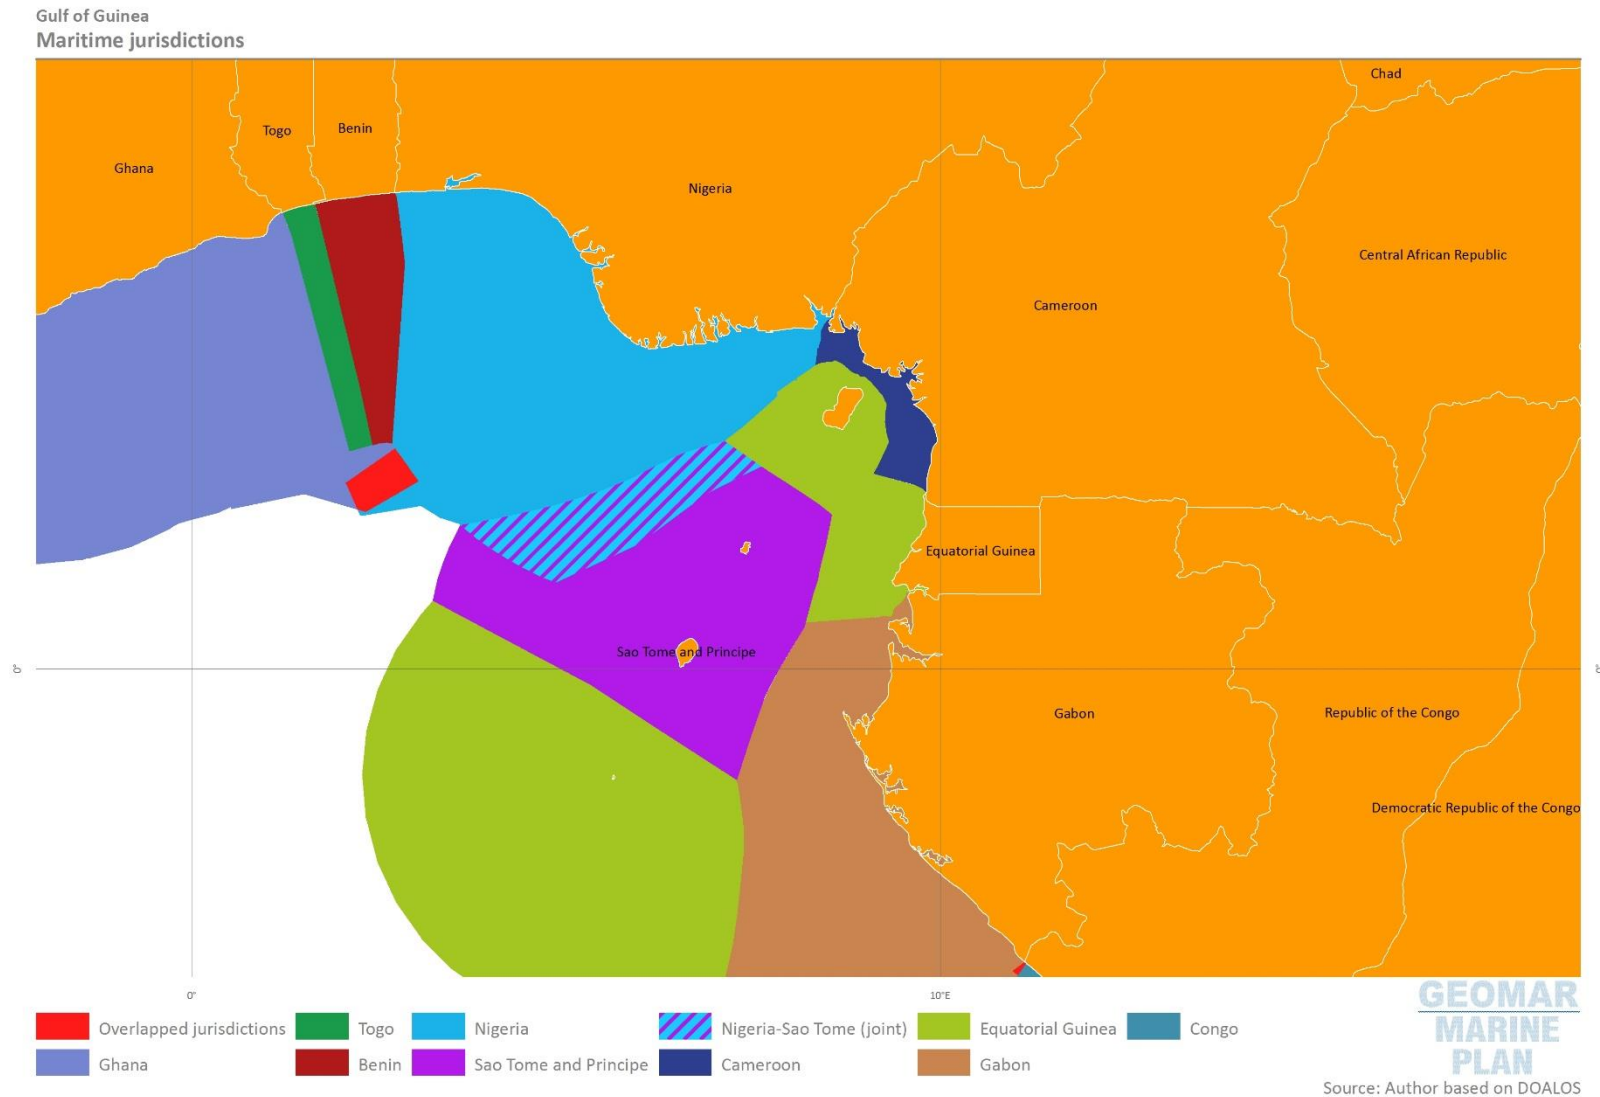 Gulf of Guinea
Maritime jurisdictions
Chad
Togo
Benin
Ghana
Nigeria
Central African Republic
Cameroon
Equatorial Guinea
Sao Tome and Principe
0°
Gabon
Republic of the Congo
Democratic Republic of the Congo
0°
10°E
Overlapped jurisdictions
Togo
Nigeria
Nigeria-Sao Tome (joint)
Equatorial Guinea
Congo
Ghana
Benin
Sao Tome and Principe
Cameroon
Gabon
GEOMAR
MARINE
PLAN
Source: Author based on DOALOS